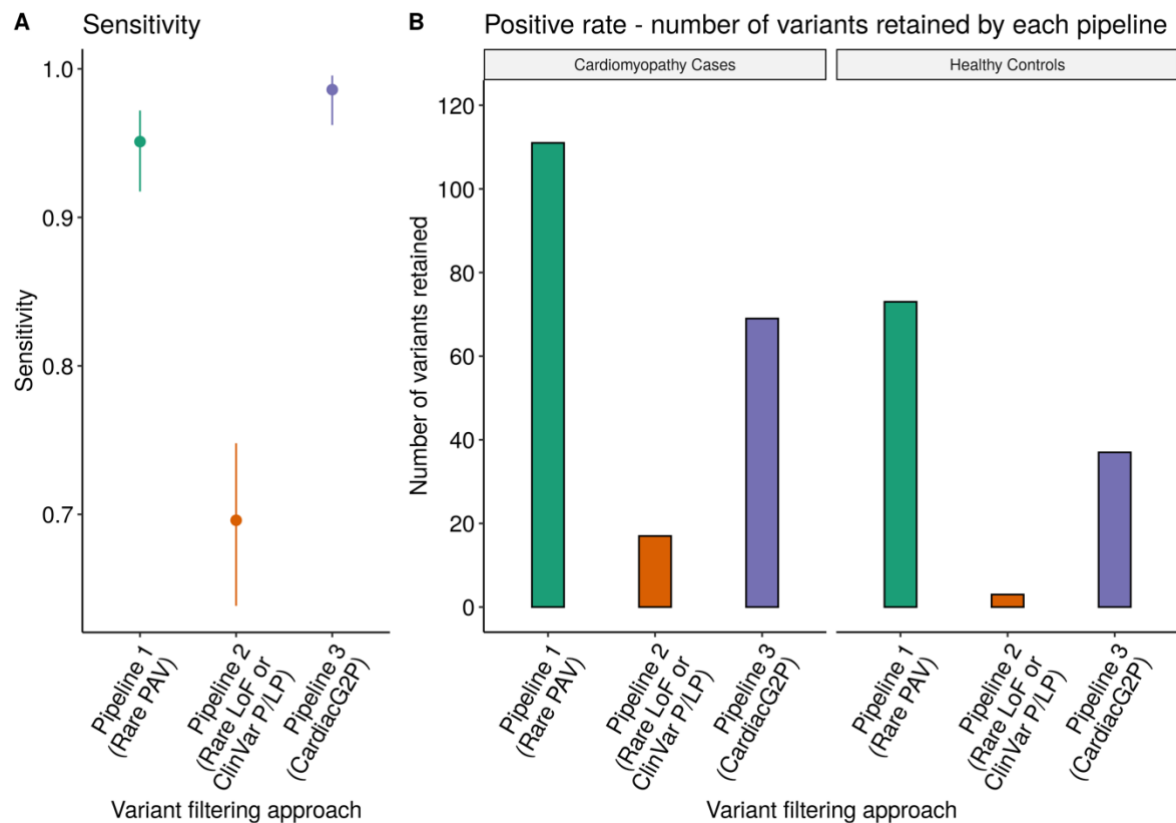 A Sensitivity
1.0
0.9
0.8
0.7
Sensitivity
Pipeline 1
(Rare PAV)
Pipeline 2
(Rare LoF or
ClinVar P/LP)
Pipeline 3
(CardiacG2P)
Variant filtering approach
B Positive rate - number of variants retained by each pipeline
Cardiomyopathy Cases
Healthy Controls
120
100
80
60
40
20
0
Number of variants retained
Pipeline 1
(Rare PAV)
Pipeline 2
(Rare LoF or
ClinVar P/LP)
Pipeline 3
(CardiacG2P)
Pipeline 1
(Rare PAV)
Pipeline 2
(Rare LoF or
ClinVar P/LP)
Pipeline 3
(CardiacG2P)
Variant filtering approach